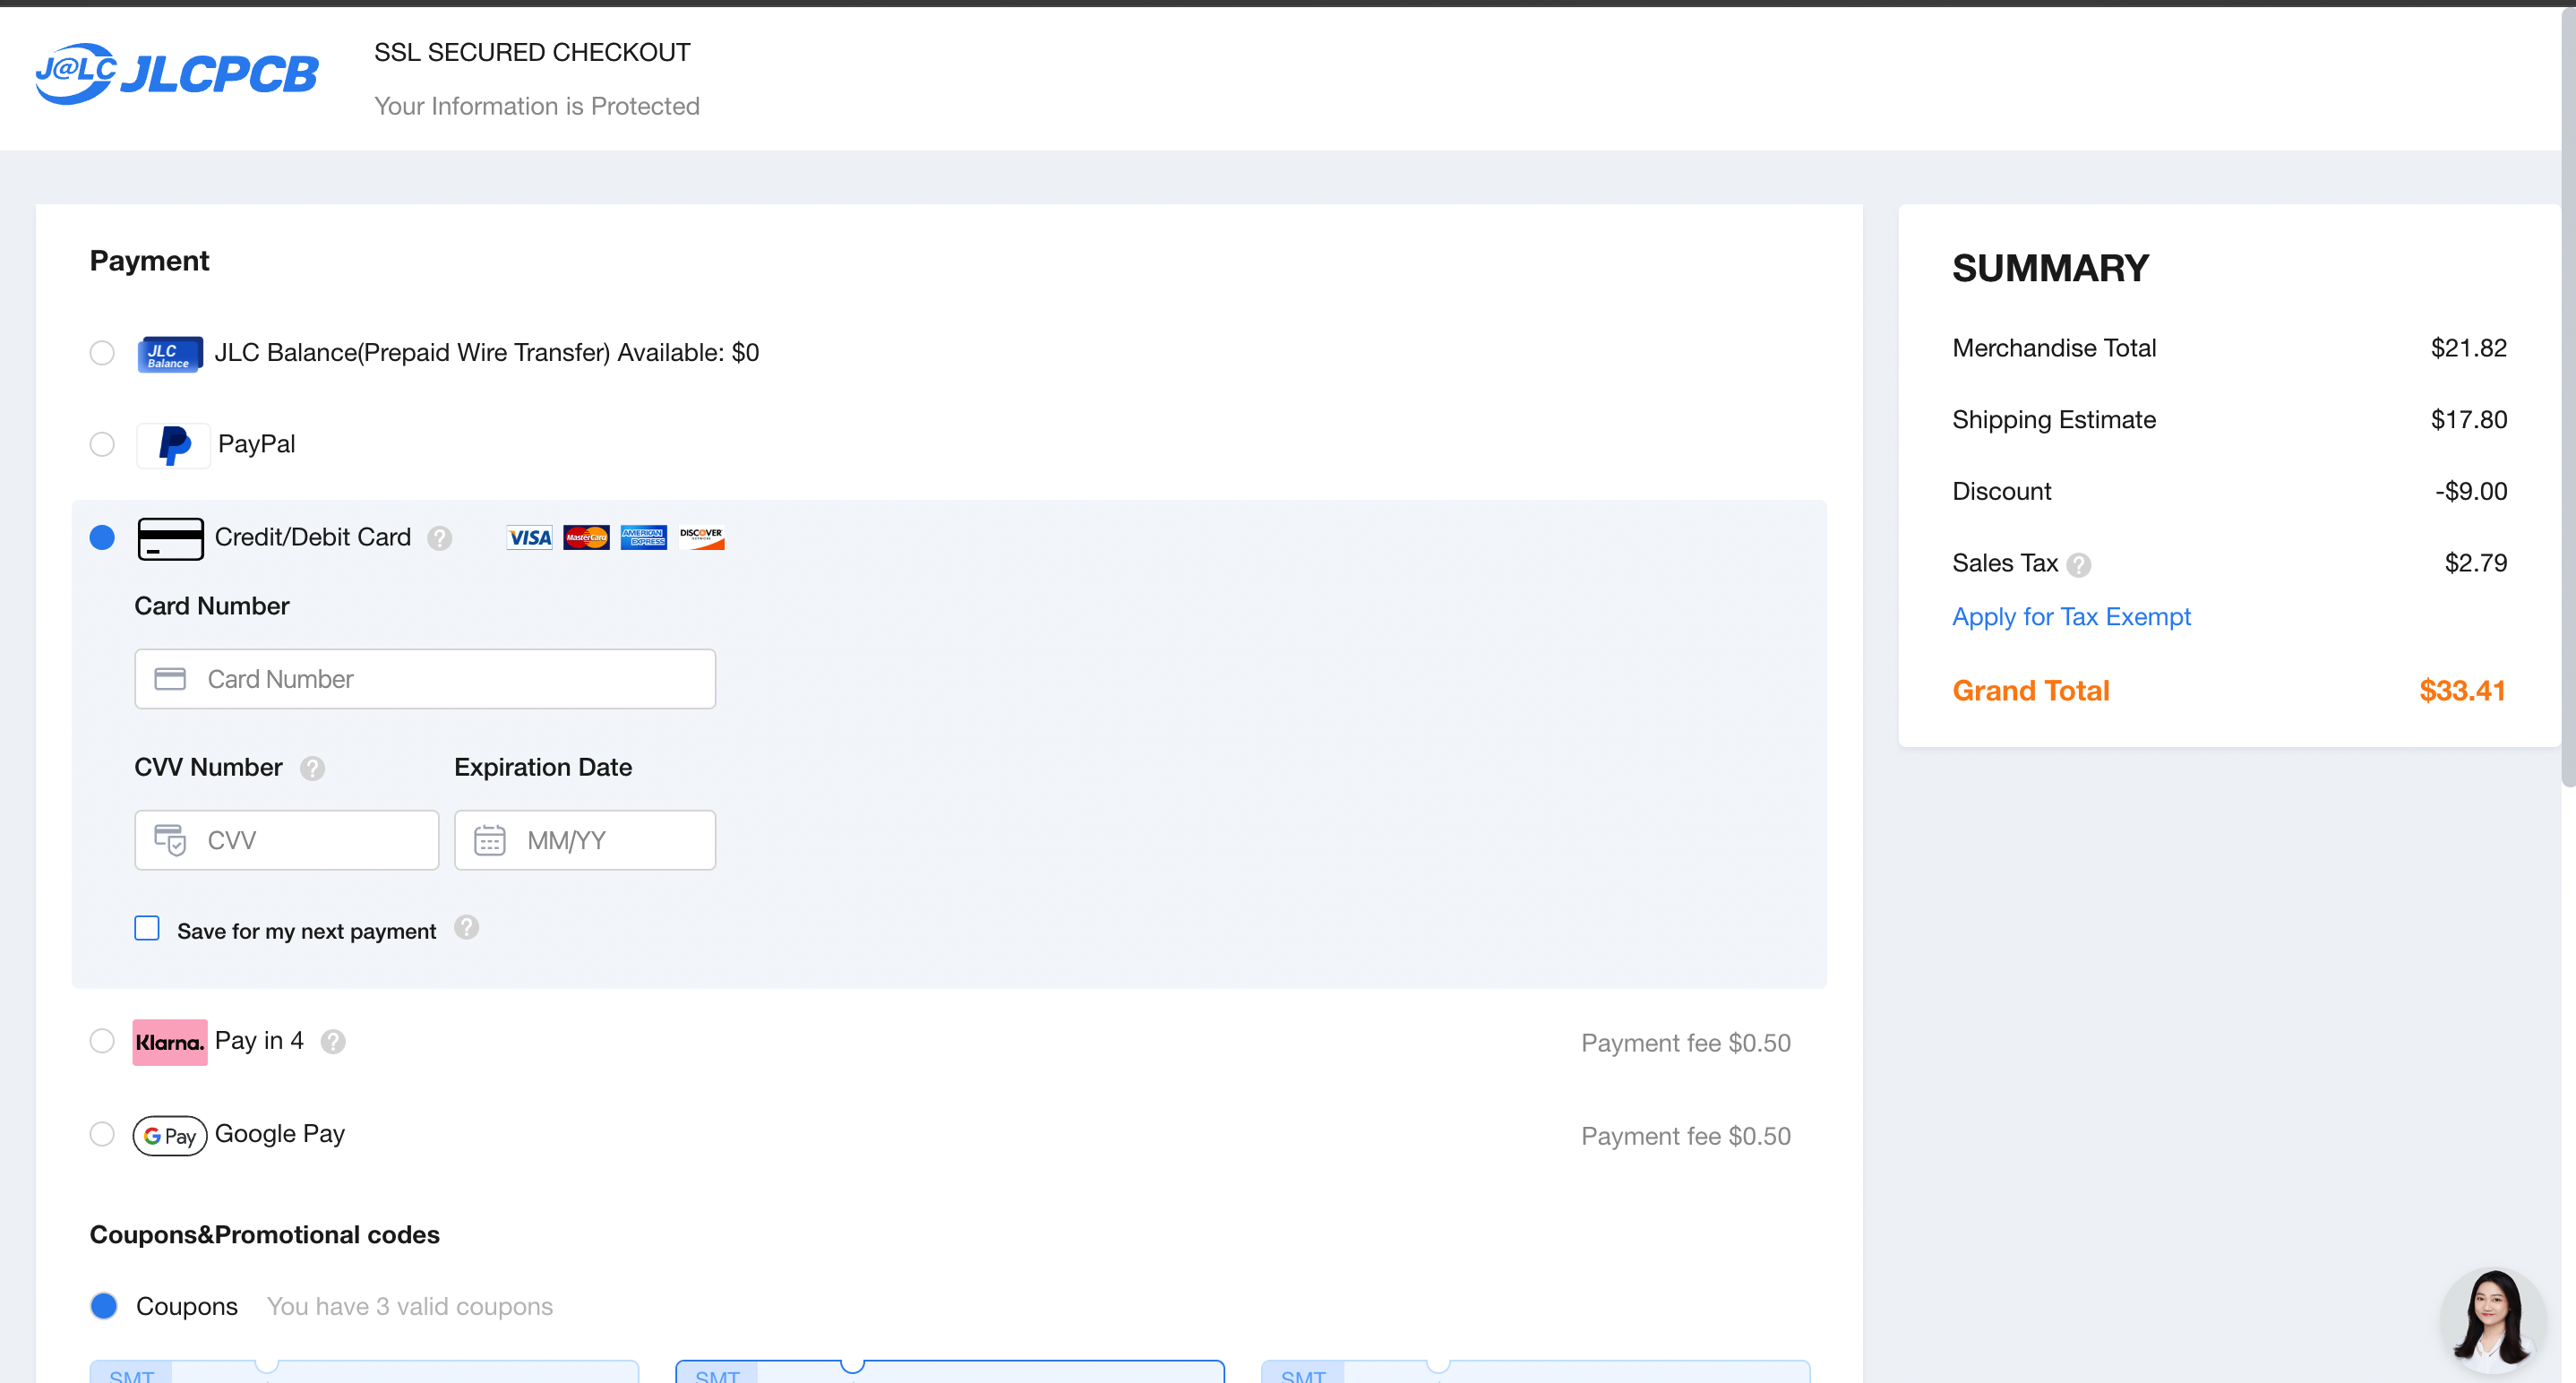 J@LC JLCPCB
SSL SECURED CHECKOUT
Your Information is Protected
Payment
JLC Balance JLC Balance(Prepaid Wire Transfer) Available: $0
PayPal
Credit/Debit Card ? VISA MasterCard AMERICAN EXPRESS DISCOVER
Card Number
Card Number
CVV Number ? Expiration Date
CVV MM/YY
Save for my next payment ?
Klarna. Pay in 4 ? Payment fee $0.50
G Pay Google Pay Payment fee $0.50
Coupons&Promotional codes
Coupons You have 3 valid coupons
SMT SMT SMT
SUMMARY
Merchandise Total $21.82
Shipping Estimate $17.80
Discount -$9.00
Sales Tax ? $2.79
Apply for Tax Exempt
Grand Total $33.41